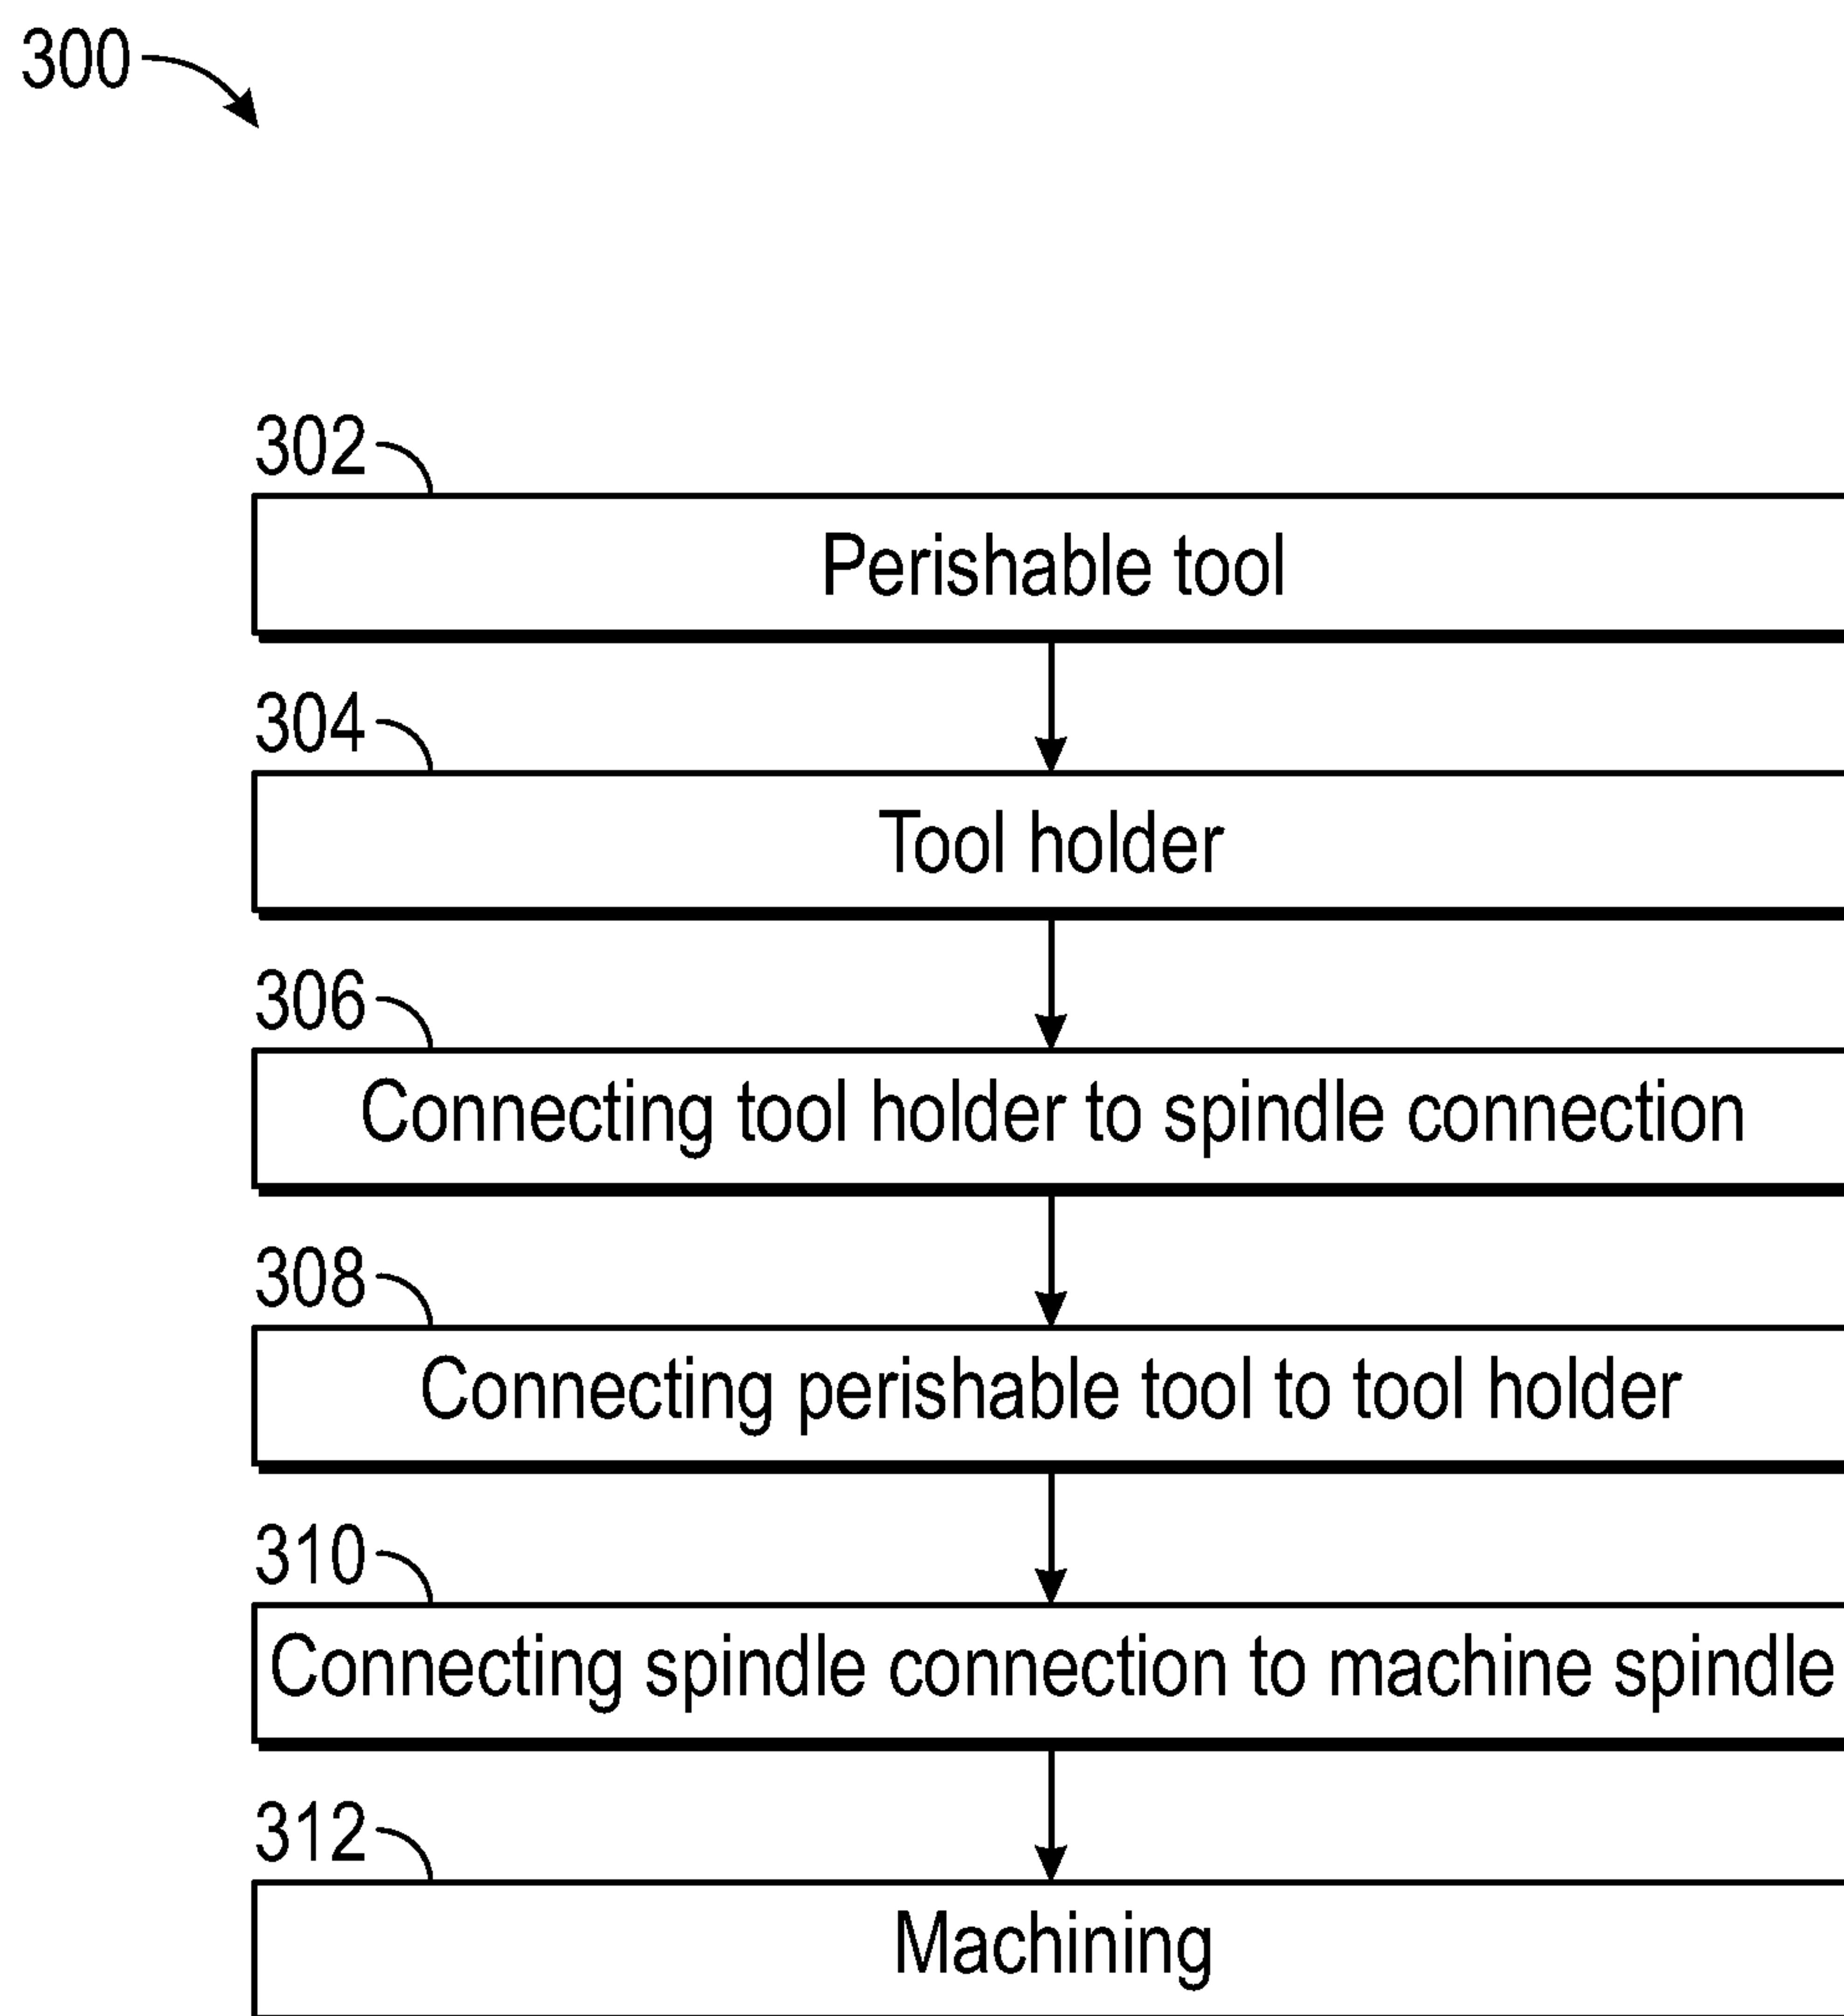 300
302
Perishable tool
304
Tool holder
306
Connecting tool holder to spindle connection
308
Connecting perishable tool to tool holder
310
Connecting spindle connection to machine spindle
312
Machining